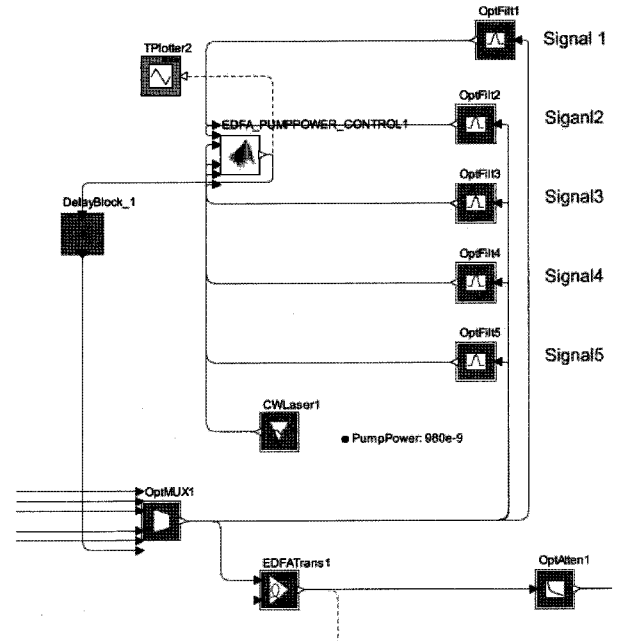 OptFilt1
Signal 1
TPlotter2
OptFilt2
Siganl2
EDFA_PUMPPOWER_CONTROL1
OptFilt3
Signal3
DelayBlock_1
OptFilt4
Signal4
OptFilt5
Signal5
CWLaser1
PumpPower: 980e-9
OptMUX1
EDFATrans1
OptAtten1